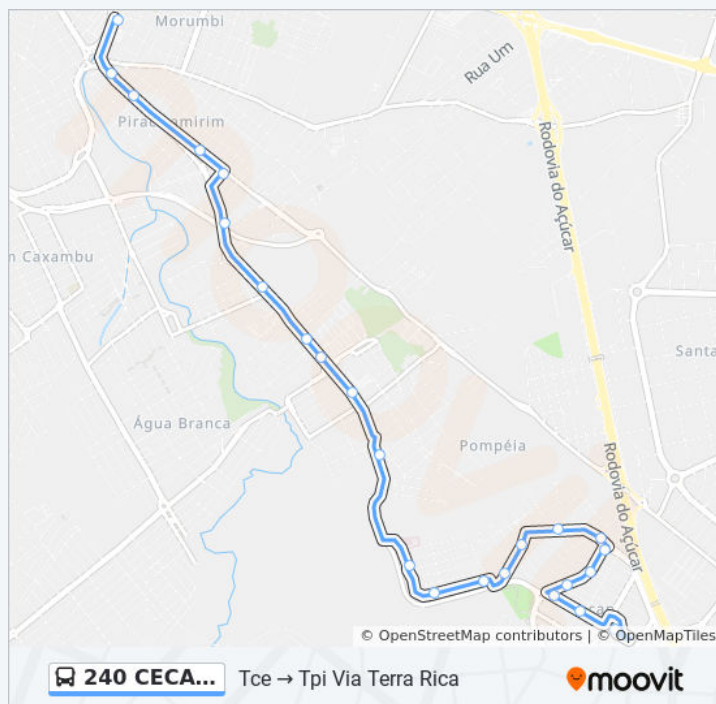 Morumbi
Rua Um
Piracicamirim
Rodovia do Açúcar
m Caxambu
Santa
Água Branca
Pompéia
Rodovia do Açúcar
© OpenStreetMap contributors | © OpenMapTiles
240 CECA... Tce → Tpi Via Terra Rica
moovit